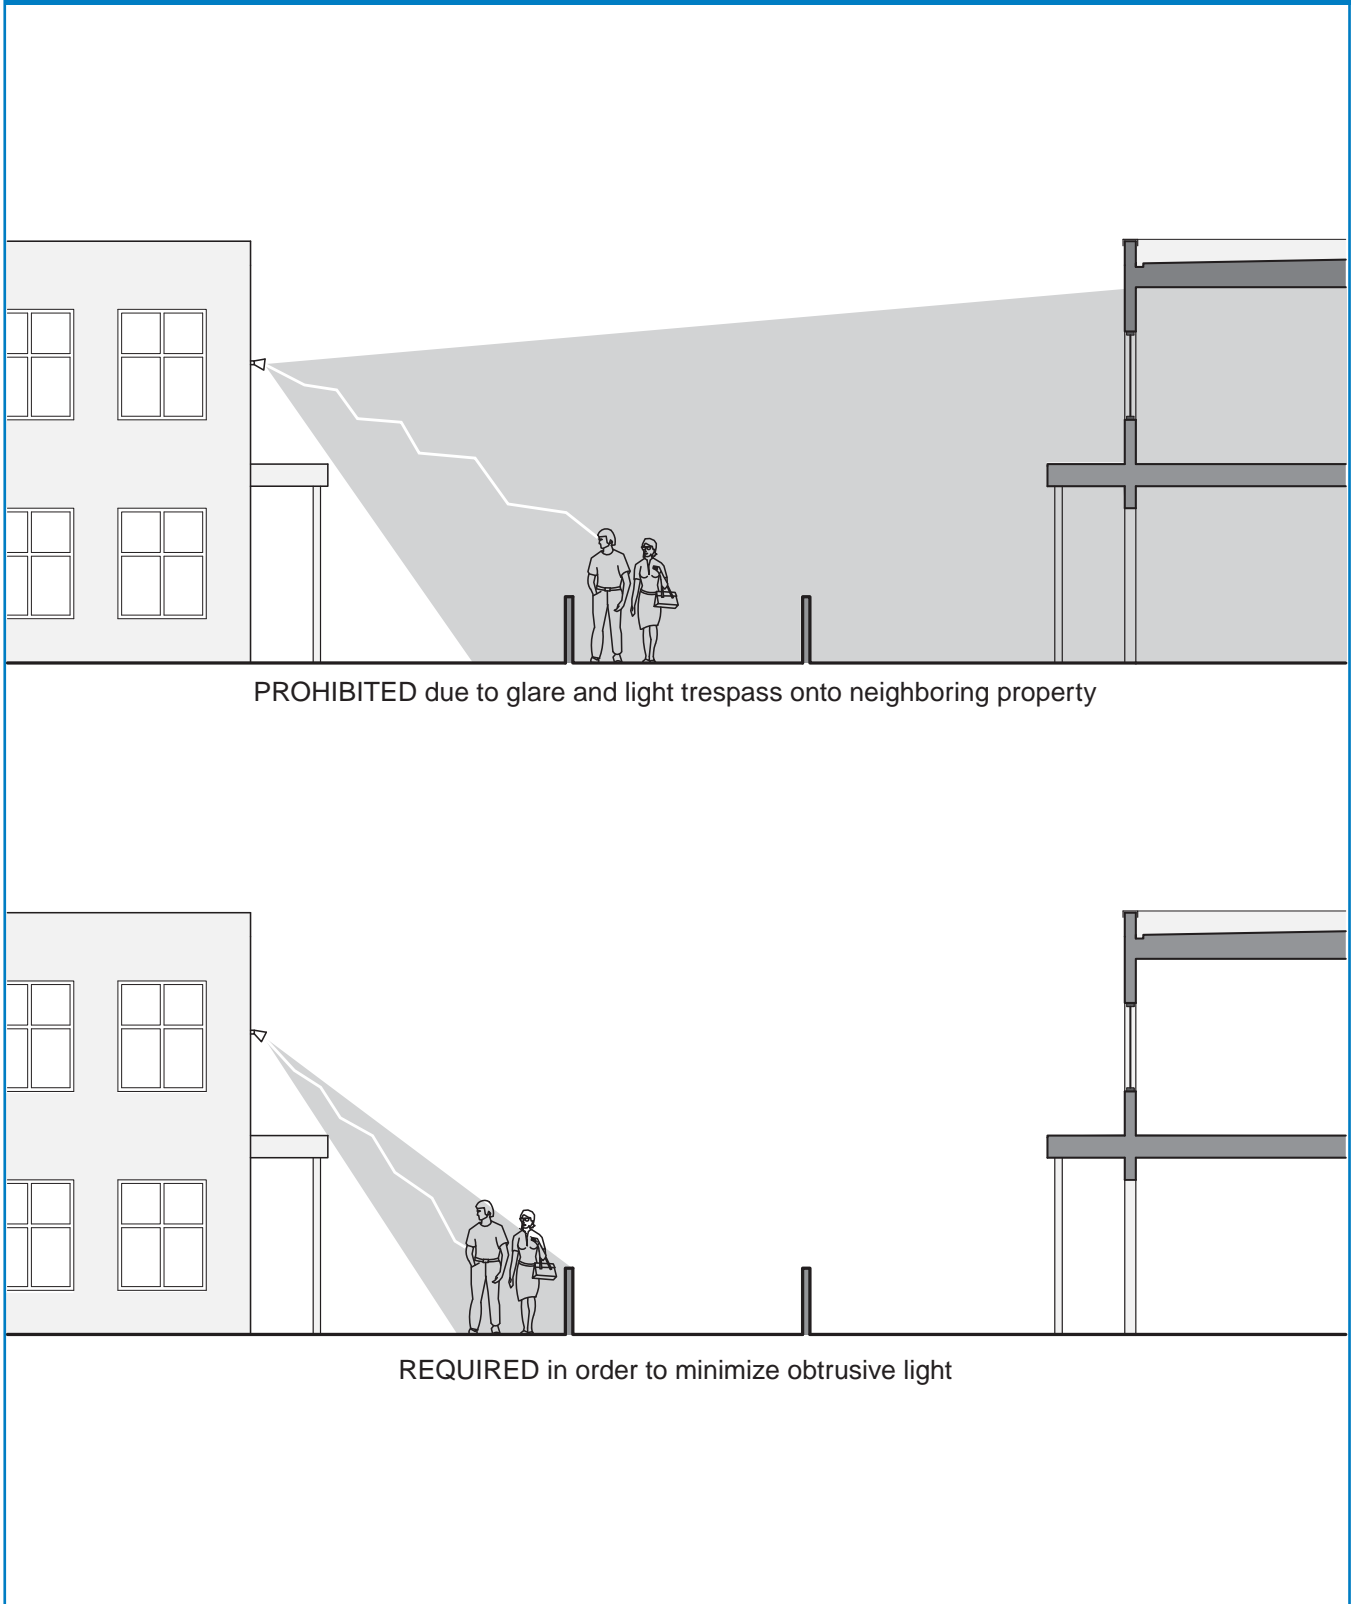 PROHIBITED due to glare and light trespass onto neighboring property
REQUIRED in order to minimize obtrusive light